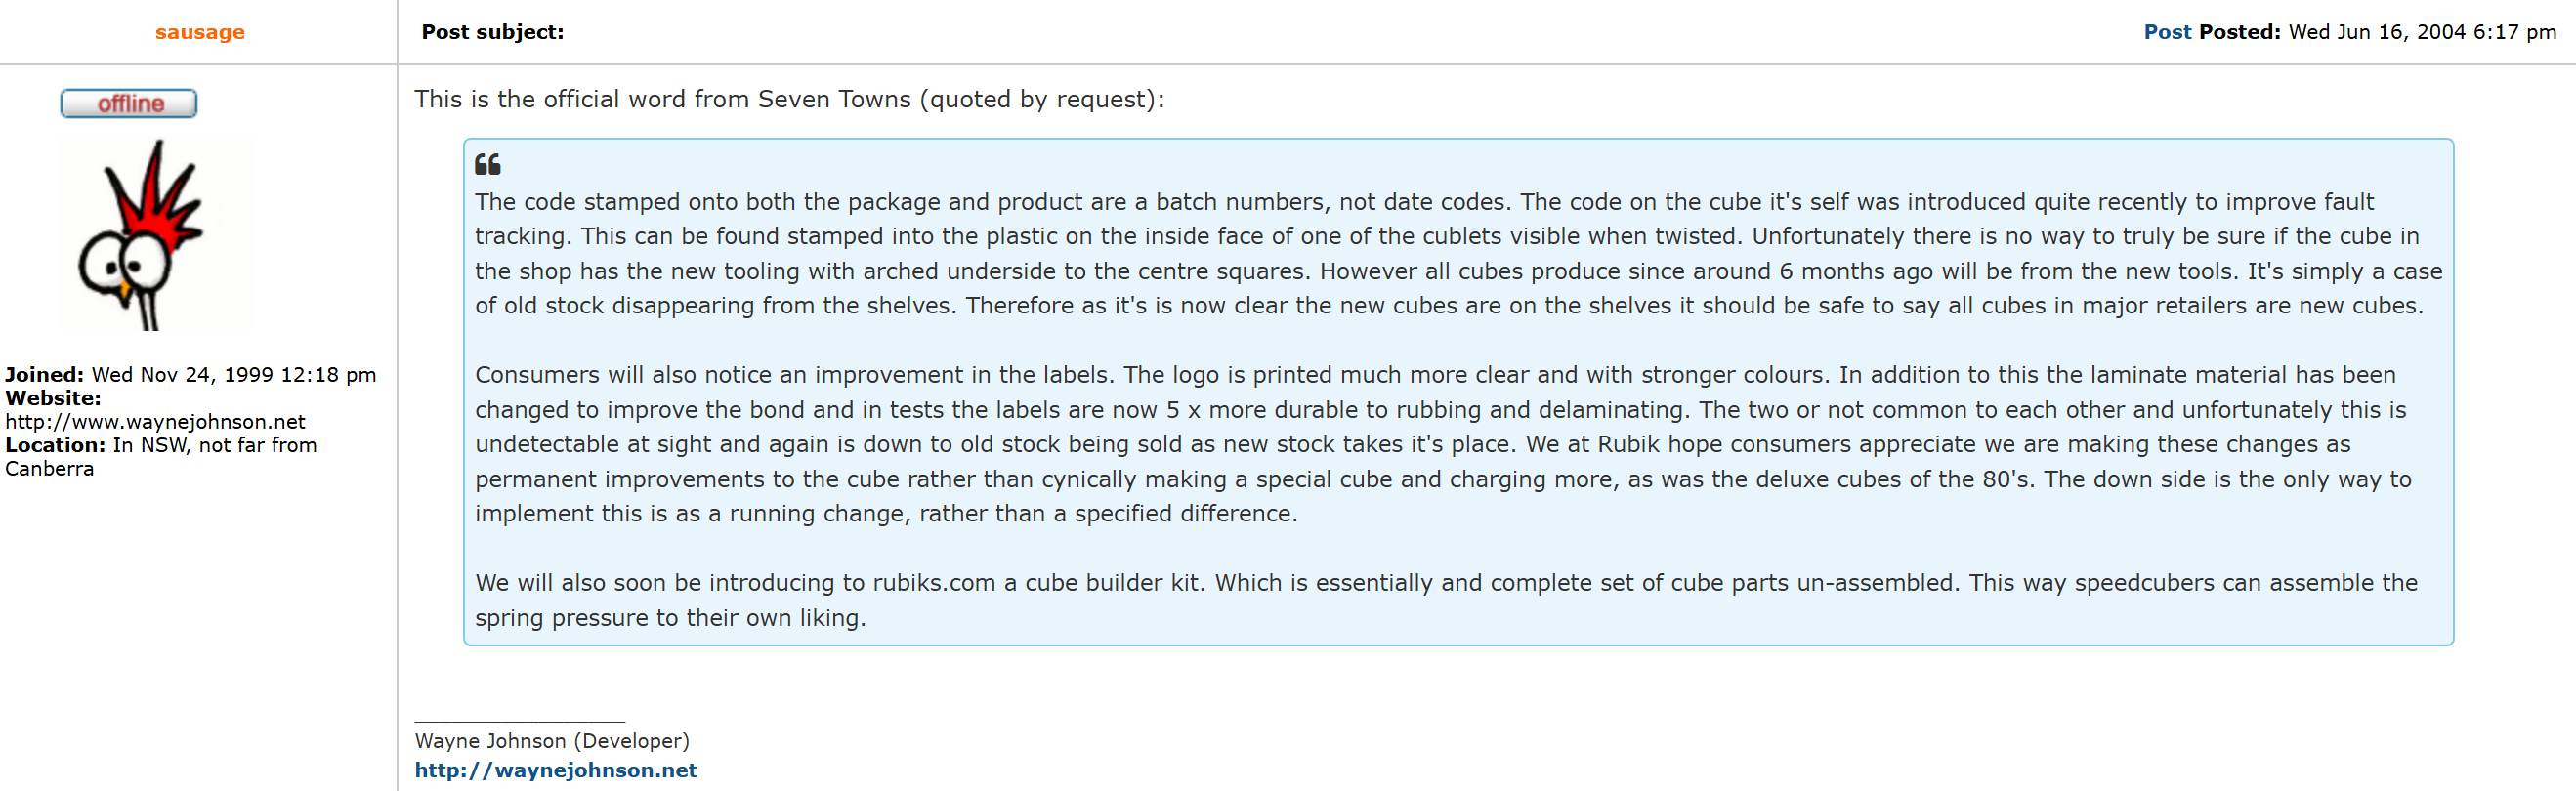 sausage
Post subject:
Post Posted: Wed Jun 16, 2004 6:17 pm
offline
Joined: Wed Nov 24, 1999 12:18 pm
Website:
http://www.waynejohnson.net
Location: In NSW, not far from
Canberra
This is the official word from Seven Towns (quoted by request):
The code stamped onto both the package and product are a batch numbers, not date codes. The code on the cube it's self was introduced quite recently to improve fault
tracking. This can be found stamped into the plastic on the inside face of one of the cublets visible when twisted. Unfortunately there is no way to truly be sure if the cube in
the shop has the new tooling with arched underside to the centre squares. However all cubes produce since around 6 months ago will be from the new tools. It's simply a case
of old stock disappearing from the shelves. Therefore as it's is now clear the new cubes are on the shelves it should be safe to say all cubes in major retailers are new cubes.
Consumers will also notice an improvement in the labels. The logo is printed much more clear and with stronger colours. In addition to this the laminate material has been
changed to improve the bond and in tests the labels are now 5 x more durable to rubbing and delaminating. The two or not common to each other and unfortunately this is
undetectable at sight and again is down to old stock being sold as new stock takes it's place. We at Rubik hope consumers appreciate we are making these changes as
permanent improvements to the cube rather than cynically making a special cube and charging more, as was the deluxe cubes of the 80's. The down side is the only way to
implement this is as a running change, rather than a specified difference.
We will also soon be introducing to rubiks.com a cube builder kit. Which is essentially and complete set of cube parts un-assembled. This way speedcubers can assemble the
spring pressure to their own liking.
Wayne Johnson (Developer)
http://waynejohnson.net